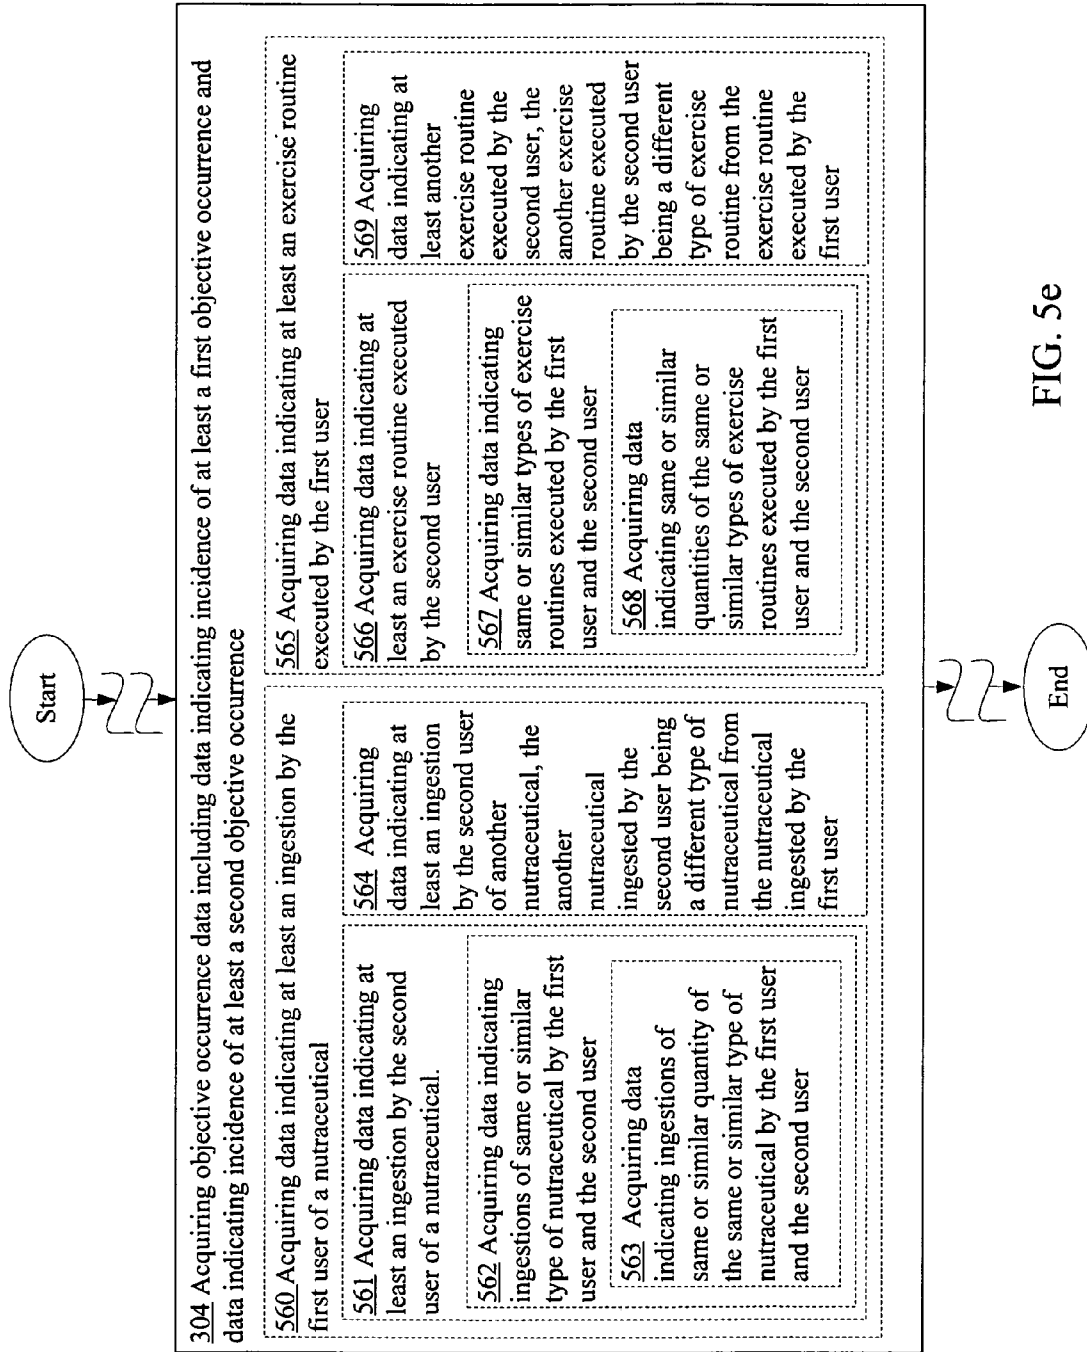 Start
304 Acquiring objective occurrence data including data indicating incidence of at least a first objective occurrence and
data indicating incidence of at least a second objective occurrence
560 Acquiring data indicating at least an ingestion by the
first user of a nutraceutical
561 Acquiring data indicating at
least an ingestion by the second
user of a nutraceutical.
562 Acquiring data indicating
ingestions of same or similar
type of nutraceutical by the first
user and the second user
563 Acquiring data
indicating ingestions of
same or similar quantity of
the same or similar type of
nutraceutical by the first user
and the second user
564 Acquiring
data indicating at
least an ingestion
by the second user
of another
nutraceutical, the
another
nutraceutical
ingested by the
second user being
a different type of
nutraceutical from
the nutraceutical
ingested by the
first user
565 Acquiring data indicating at least an exercise routine
executed by the first user
566 Acquiring data indicating at
least an exercise routine executed
by the second user
567 Acquiring data indicating
same or similar types of exercise
routines executed by the first
user and the second user
568 Acquiring data
indicating same or similar
quantities of the same or
similar types of exercise
routines executed by the first
user and the second user
569 Acquiring
data indicating at
least another
exercise routine
executed by the
second user, the
another exercise
routine executed
by the second user
being a different
type of exercise
routine from the
exercise routine
executed by the
first user
End
FIG. 5e